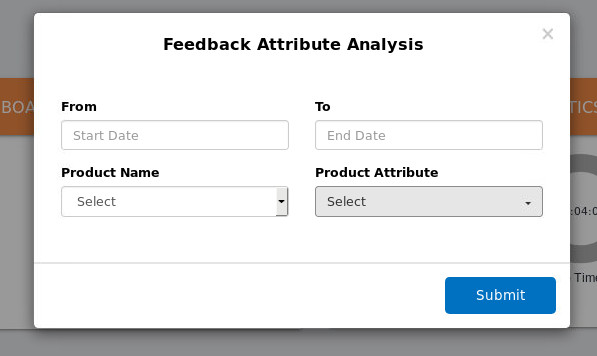 ×
Feedback Attribute Analysis
From To
Start Date End Date
Product Name Product Attribute
Select Select
Submit
BOA
TICS
:04:0
Time